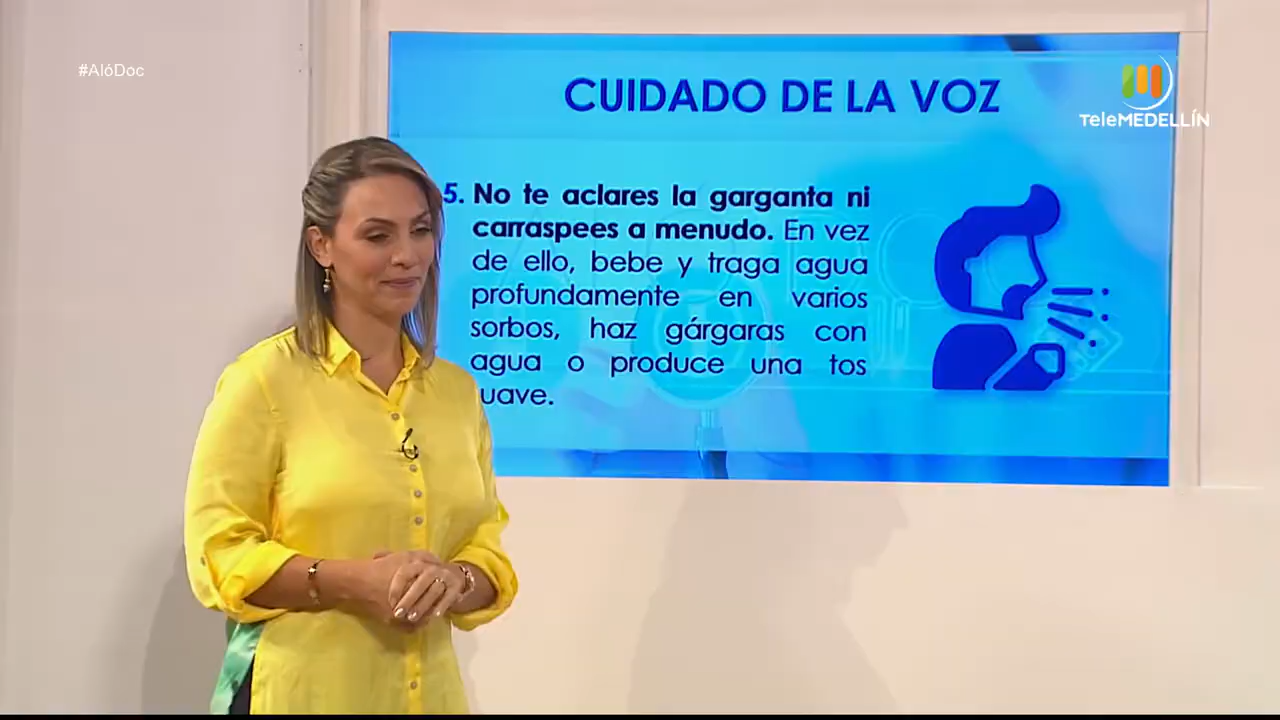 #AlóDoc
CUIDADO DE LA VOZ
TeleMEDELLÍN
5. No te aclares la garganta ni
carraspees a menudo. En vez
de ello, bebe y traga agua
profundamente en varios
sorbos, haz gárgaras con
agua o produce una tos
uave.